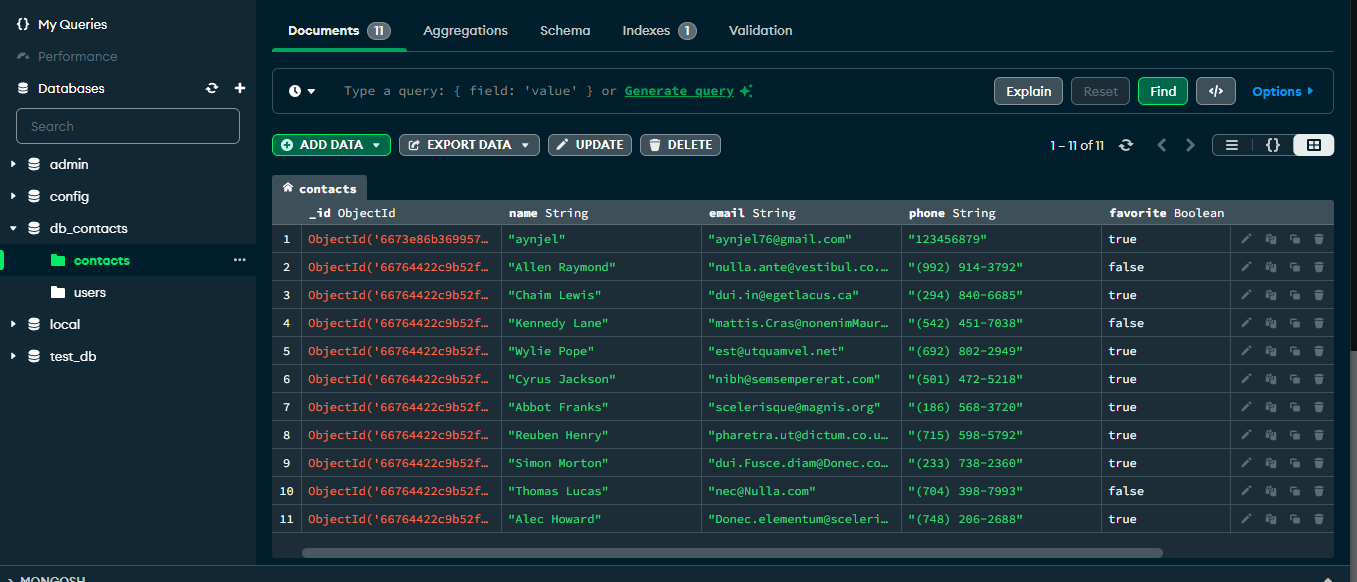 {} My Queries
Performance
Databases
Search
admin
config
db_contacts
contacts
users
local
test_db
Documents 11 Aggregations Schema Indexes 1 Validation
Type a query: { field: 'value' } or Generate query
Explain Reset Find </> Options
ADD DATA EXPORT DATA UPDATE DELETE 1 – 11 of 11 {}
contacts
_id ObjectId name String email String phone String favorite Boolean
1 ObjectId('6673e86b369957… "aynjel" "aynjel76@gmail.com" "123456879" true
2 ObjectId('66764422c9b52f… "Allen Raymond" "nulla.ante@vestibul.co.… "(992) 914-3792" false
3 ObjectId('66764422c9b52f… "Chaim Lewis" "dui.in@egetlacus.ca" "(294) 840-6685" true
4 ObjectId('66764422c9b52f… "Kennedy Lane" "mattis.Cras@nonenimMaur… "(542) 451-7038" false
5 ObjectId('66764422c9b52f… "Wylie Pope" "est@utquamvel.net" "(692) 802-2949" true
6 ObjectId('66764422c9b52f… "Cyrus Jackson" "nibh@semsempererat.com" "(501) 472-5218" true
7 ObjectId('66764422c9b52f… "Abbot Franks" "scelerisque@magnis.org" "(186) 568-3720" true
8 ObjectId('66764422c9b52f… "Reuben Henry" "pharetra.ut@dictum.co.u… "(715) 598-5792" true
9 ObjectId('66764422c9b52f… "Simon Morton" "dui.Fusce.diam@Donec.co… "(233) 738-2360" true
10 ObjectId('66764422c9b52f… "Thomas Lucas" "nec@Nulla.com" "(704) 398-7993" false
11 ObjectId('66764422c9b52f… "Alec Howard" "Donec.elementum@sceleri… "(748) 206-2688" true
>_MONGOSH